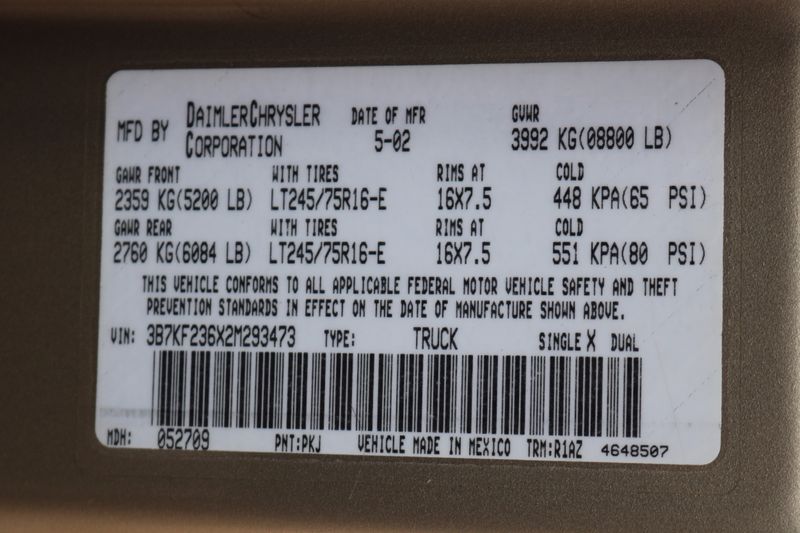 MFD BY DAIMLERCHRYSLER CORPORATION DATE OF MFR 5-02 GVWR 3992 KG(08800 LB)
GAWR FRONT WITH TIRES RIMS AT COLD
2359 KG(5200 LB) LT245/75R16-E 16X7.5 448 KPA(65 PSI)
GAWR REAR WITH TIRES RIMS AT COLD
2760 KG(6084 LB) LT245/75R16-E 16X7.5 551 KPA(80 PSI)
THIS VEHICLE CONFORMS TO ALL APPLICABLE FEDERAL MOTOR VEHICLE SAFETY AND THEFT
PREVENTION STANDARDS IN EFFECT ON THE DATE OF MANUFACTURE SHOWN ABOVE.
VIN: 3B7KF236X2M293473 TYPE: TRUCK SINGLE X DUAL
MDH: 052709 PNT:PKJ VEHICLE MADE IN MEXICO TRM:R1AZ 4648507